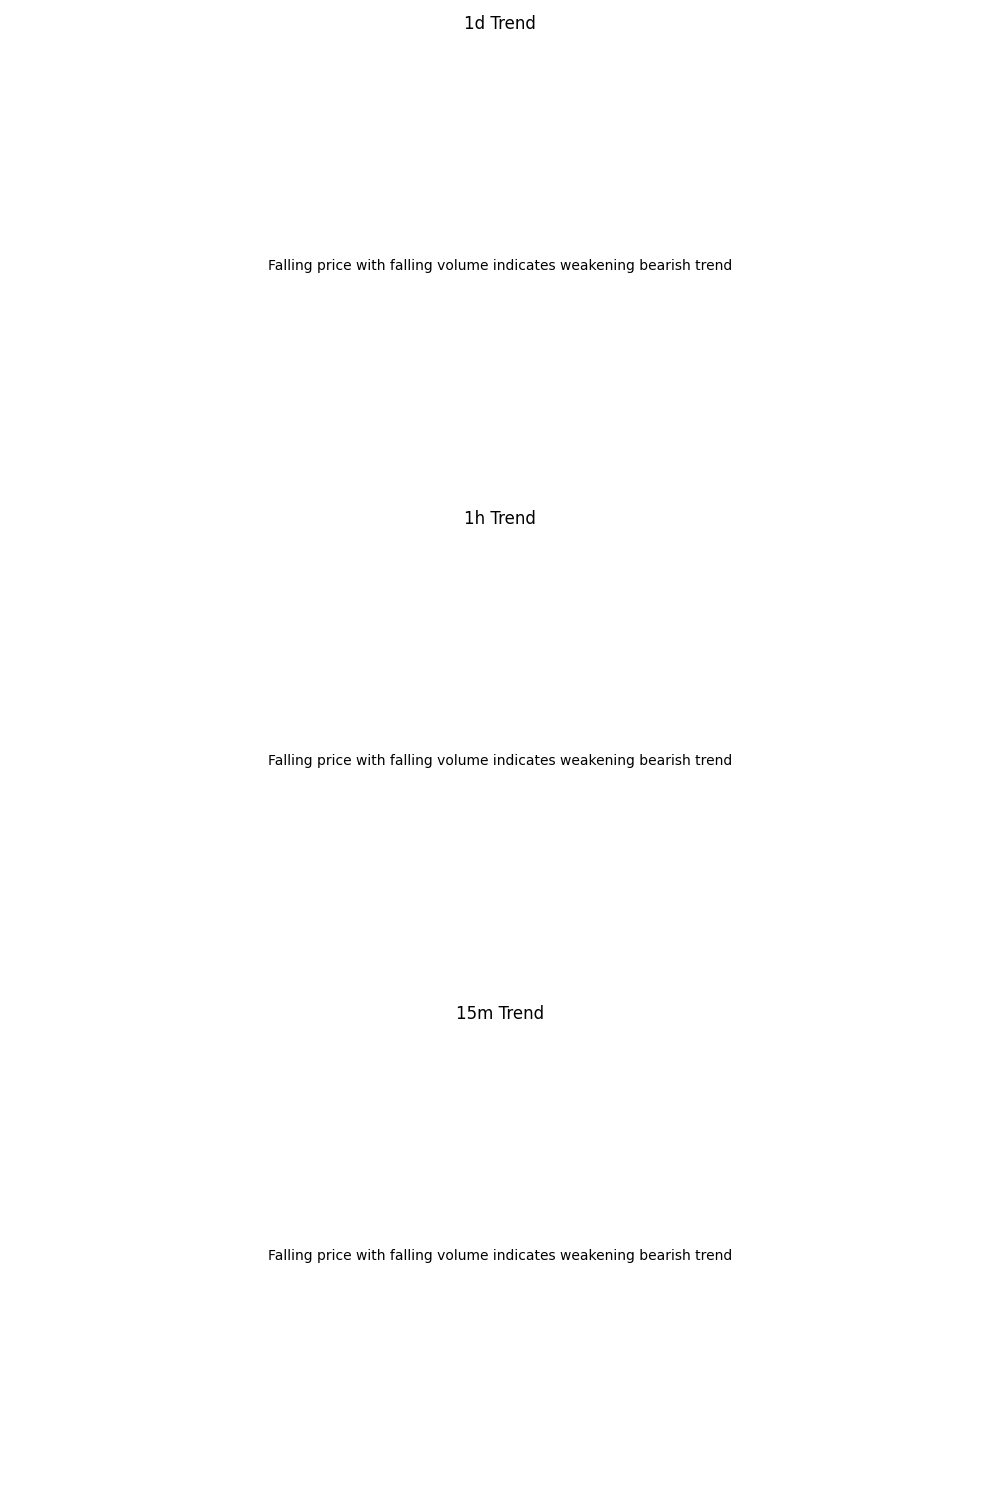 1d Trend
Falling price with falling volume indicates weakening bearish trend
1h Trend
Falling price with falling volume indicates weakening bearish trend
15m Trend
Falling price with falling volume indicates weakening bearish trend